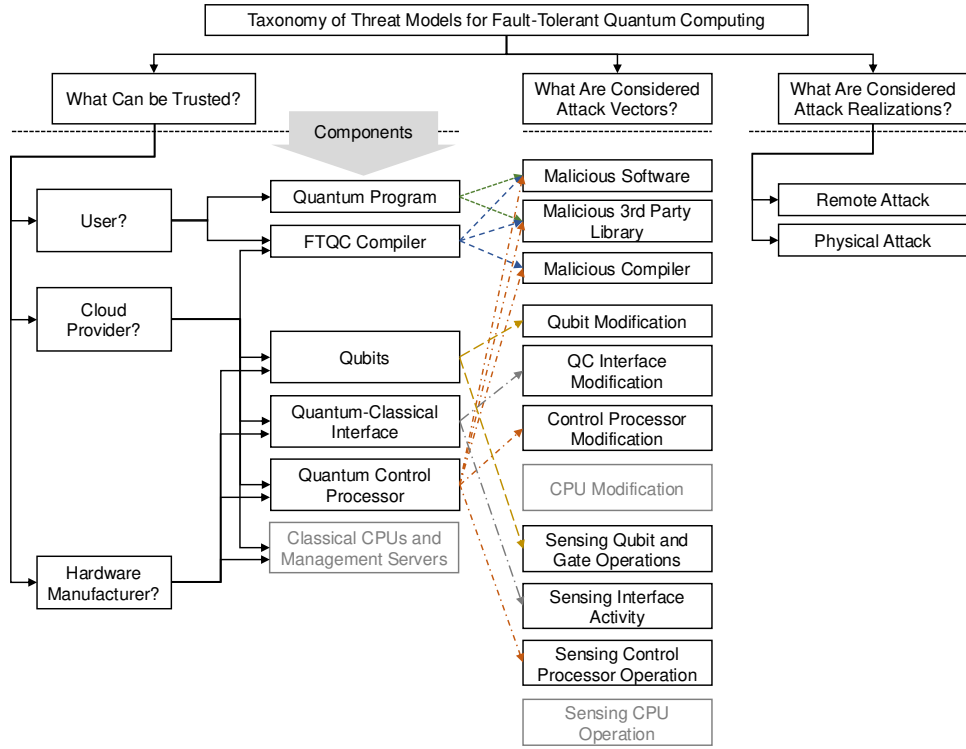 Taxonomy of Threat Models for Fault-Tolerant Quantum Computing
What Can be Trusted?
What Are Considered
Attack Vectors?
What Are Considered
Attack Realizations?
Components
User?
Cloud
Provider?
Hardware
Manufacturer?
Quantum Program
FTQC Compiler
Qubits
Quantum-Classical
Interface
Quantum Control
Processor
Classical CPUs and
Management Servers
Malicious Software
Malicious 3rd Party
Library
Malicious Compiler
Qubit Modification
QC Interface
Modification
Control Processor
Modification
CPU Modification
Sensing Qubit and
Gate Operations
Sensing Interface
Activity
Sensing Control
Processor Operation
Sensing CPU
Operation
Remote Attack
Physical Attack